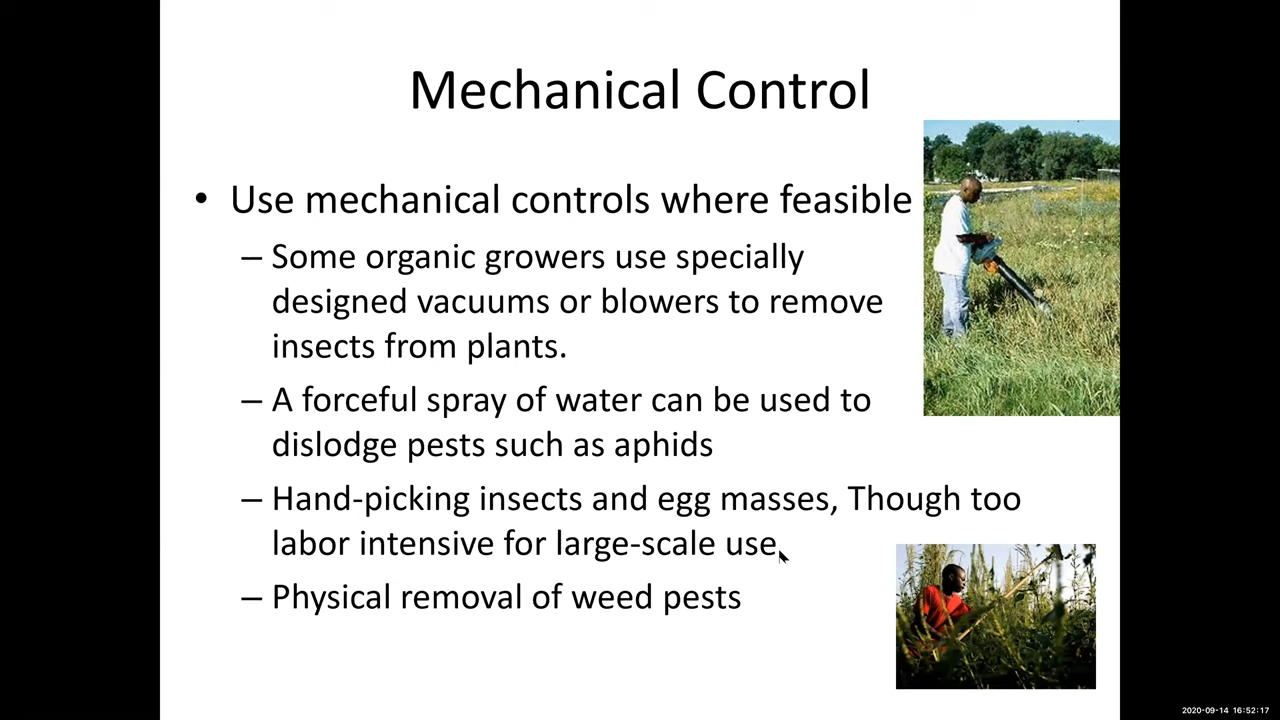 Mechanical Control
• Use mechanical controls where feasible
– Some organic growers use specially
designed vacuums or blowers to remove
insects from plants.
– A forceful spray of water can be used to
dislodge pests such as aphids
– Hand-picking insects and egg masses, Though too
labor intensive for large-scale use.
– Physical removal of weed pests
2020-09-14 16:52:17